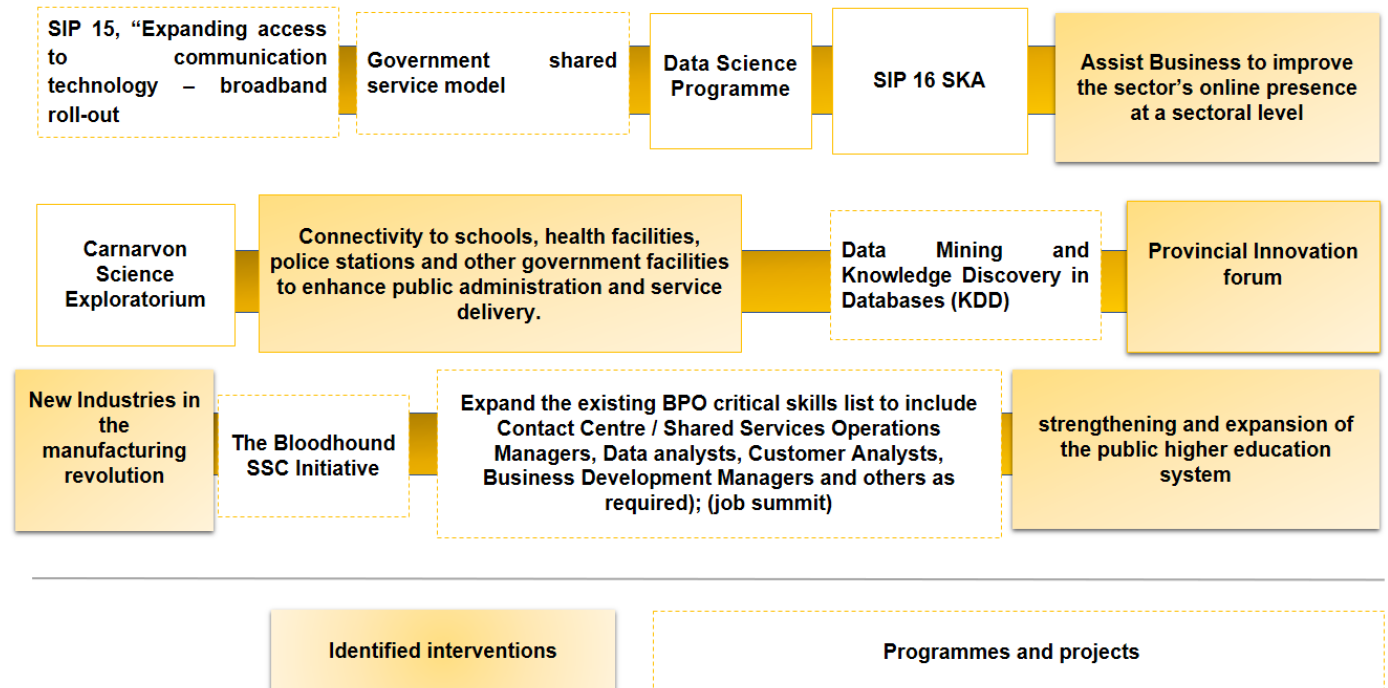 SIP 15, “Expanding access
to communication
technology – broadband
roll-out
Government shared
service model
Data Science
Programme
SIP 16 SKA
Assist Business to improve
the sector’s online presence
at a sectoral level
Carnarvon
Science
Exploratorium
Connectivity to schools, health facilities,
police stations and other government facilities
to enhance public administration and service
delivery.
Data Mining and
Knowledge Discovery in
Databases (KDD)
Provincial Innovation
forum
New Industries in
the
manufacturing
revolution
The Bloodhound
SSC Initiative
Expand the existing BPO critical skills list to include
Contact Centre / Shared Services Operations
Managers, Data analysts, Customer Analysts,
Business Development Managers and others as
required); (job summit)
strengthening and expansion of
the public higher education
system
Identified interventions
Programmes and projects